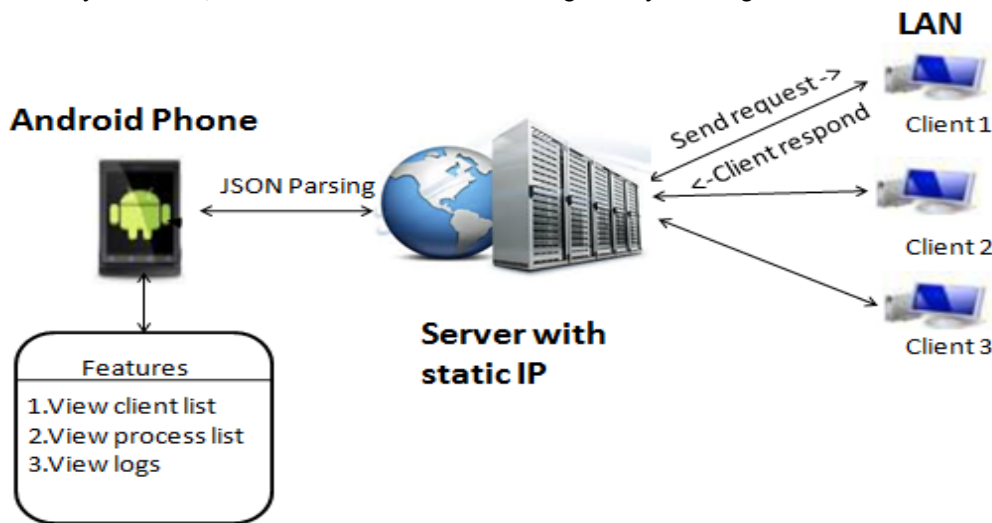 LAN
Send request ->
<-Client respond
Client 1
Android Phone
JSON Parsing
Client 2
Server with
static IP
Client 3
Features
1.View client list
2.View process list
3.View logs